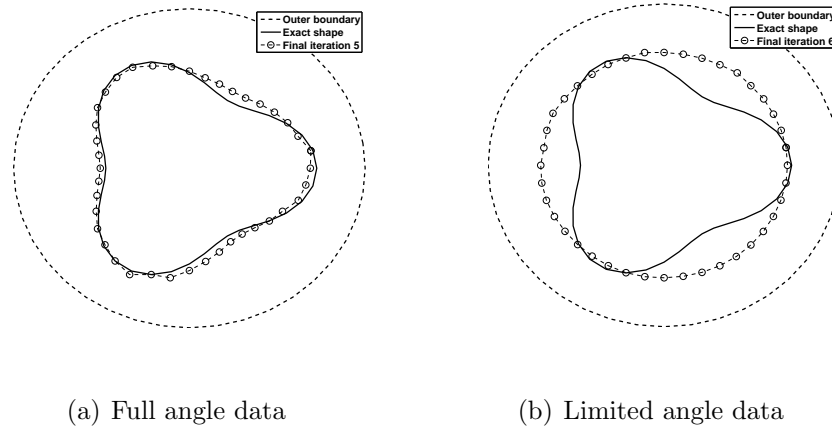 Outer boundary
Exact shape
Final iteration 5
Outer boundary
Exact shape
Final iteration 6
(a) Full angle data
(b) Limited angle data